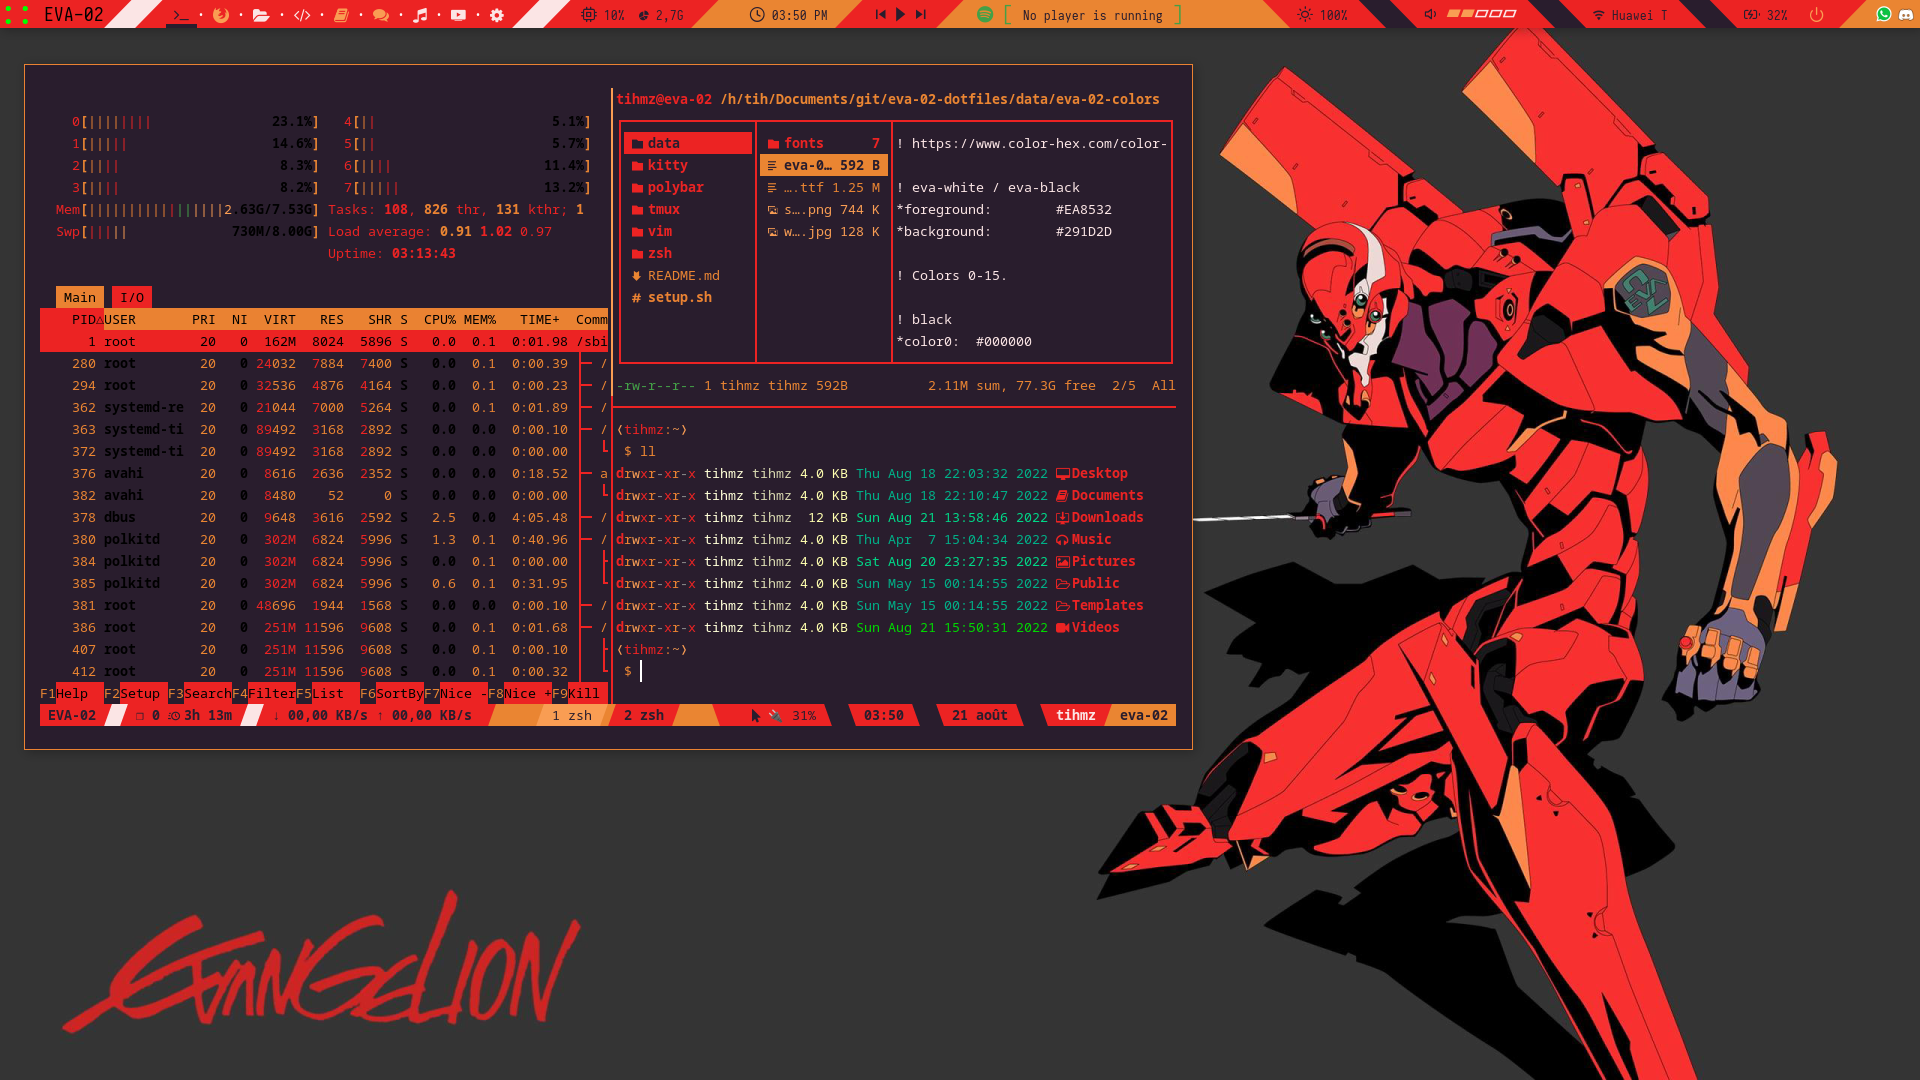 EVA-02
10% 2,7G
03:50 PM
[ No player is running ]
100%
Huawei T
32%
0[||||||||23.1%] 4[||5.1%]
1[|||||14.6%] 5[||5.7%]
2[||||8.3%] 6[||||11.4%]
3[||||8.2%] 7[|||||13.2%]
Mem[|||||||||||||||||2.63G/7.53G] Tasks: 108, 826 thr, 131 kthr; 1
Swp[|||||730M/8.00G] Load average: 0.91 1.02 0.97
Uptime: 03:13:43
Main I/O
PID△USER PRI NI VIRT RES SHR S CPU% MEM% TIME+ Comm
1 root 20 0 162M 8024 5896 S 0.0 0.1 0:01.98 /sbi
280 root 20 0 24032 7884 7400 S 0.0 0.1 0:00.39 /
294 root 20 0 32536 4876 4164 S 0.0 0.1 0:00.23 /
362 systemd-re 20 0 21044 7000 5264 S 0.0 0.1 0:01.89 /
363 systemd-ti 20 0 89492 3168 2892 S 0.0 0.0 0:00.10 /
372 systemd-ti 20 0 89492 3168 2892 S 0.0 0.0 0:00.00
376 avahi 20 0 8616 2636 2352 S 0.0 0.0 0:18.52 a
382 avahi 20 0 8480 52 0 S 0.0 0.0 0:00.00
378 dbus 20 0 9648 3616 2592 S 2.5 0.0 4:05.48 /
380 polkitd 20 0 302M 6824 5996 S 1.3 0.1 0:40.96 /
384 polkitd 20 0 302M 6824 5996 S 0.0 0.1 0:00.00
385 polkitd 20 0 302M 6824 5996 S 0.6 0.1 0:31.95
381 root 20 0 48696 1944 1568 S 0.0 0.0 0:00.10 /
386 root 20 0 251M 11596 9608 S 0.0 0.1 0:01.68 /
407 root 20 0 251M 11596 9608 S 0.0 0.1 0:00.10
412 root 20 0 251M 11596 9608 S 0.0 0.1 0:00.32
F1Help F2Setup F3SearchF4FilterF5List F6SortByF7Nice -F8Nice +F9Kill
tihmz@eva-02 /h/tih/Documents/git/eva-02-dotfiles/data/eva-02-colors
data
kitty
polybar
tmux
vim
zsh
README.md
# setup.sh
fonts 7
eva-0… 592 B
….ttf 1.25 M
s….png 744 K
w….jpg 128 K
! https://www.color-hex.com/color-
! eva-white / eva-black
*foreground: #EA8532
*background: #291D2D
! Colors 0-15.
! black
*color0: #000000
-rw-r--r-- 1 tihmz tihmz 592B 2.11M sum, 77.3G free 2/5 All
(tihmz:~)
$ ll
drwxr-xr-x tihmz tihmz 4.0 KB Thu Aug 18 22:03:32 2022 Desktop
drwxr-xr-x tihmz tihmz 4.0 KB Thu Aug 18 22:10:47 2022 Documents
drwxr-xr-x tihmz tihmz 12 KB Sun Aug 21 13:58:46 2022 Downloads
drwxr-xr-x tihmz tihmz 4.0 KB Thu Apr 7 15:04:34 2022 Music
drwxr-xr-x tihmz tihmz 4.0 KB Sat Aug 20 23:27:35 2022 Pictures
drwxr-xr-x tihmz tihmz 4.0 KB Sun May 15 00:14:55 2022 Public
drwxr-xr-x tihmz tihmz 4.0 KB Sun May 15 00:14:55 2022 Templates
drwxr-xr-x tihmz tihmz 4.0 KB Sun Aug 21 15:50:31 2022 Videos
(tihmz:~)
$
EVA-02 0 3h 13m ↓ 00,00 KB/s ↑ 00,00 KB/s 1 zsh 2 zsh 31% 03:50 21 août tihmz eva-02
EVANGELION